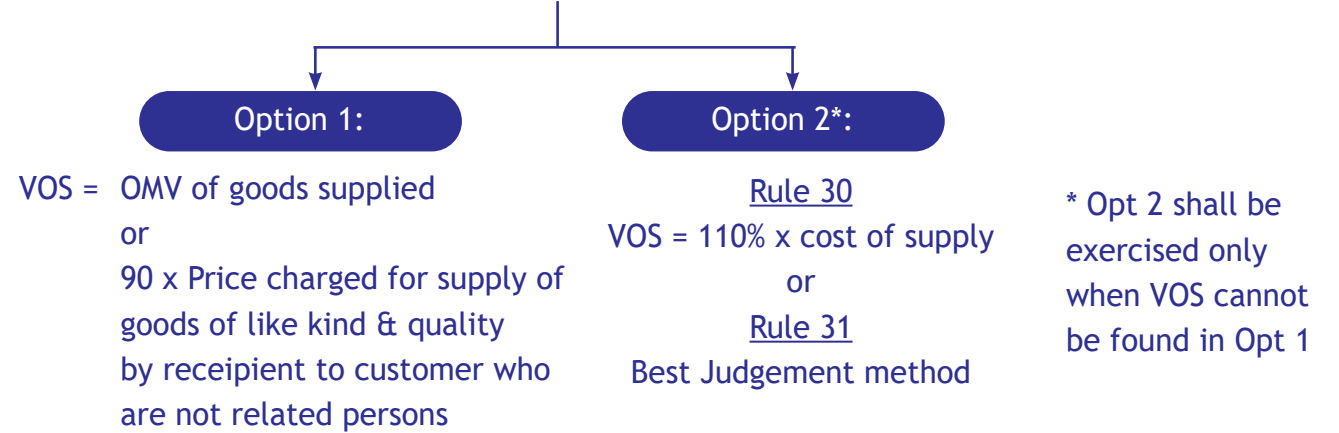 Option 1:
VOS = OMV of goods supplied
or
90 x Price charged for supply of
goods of like kind & quality
by receipient to customer who
are not related persons
Option 2*:
Rule 30
VOS = 110% x cost of supply
or
Rule 31
Best Judgement method
* Opt 2 shall be
exercised only
when VOS cannot
be found in Opt 1